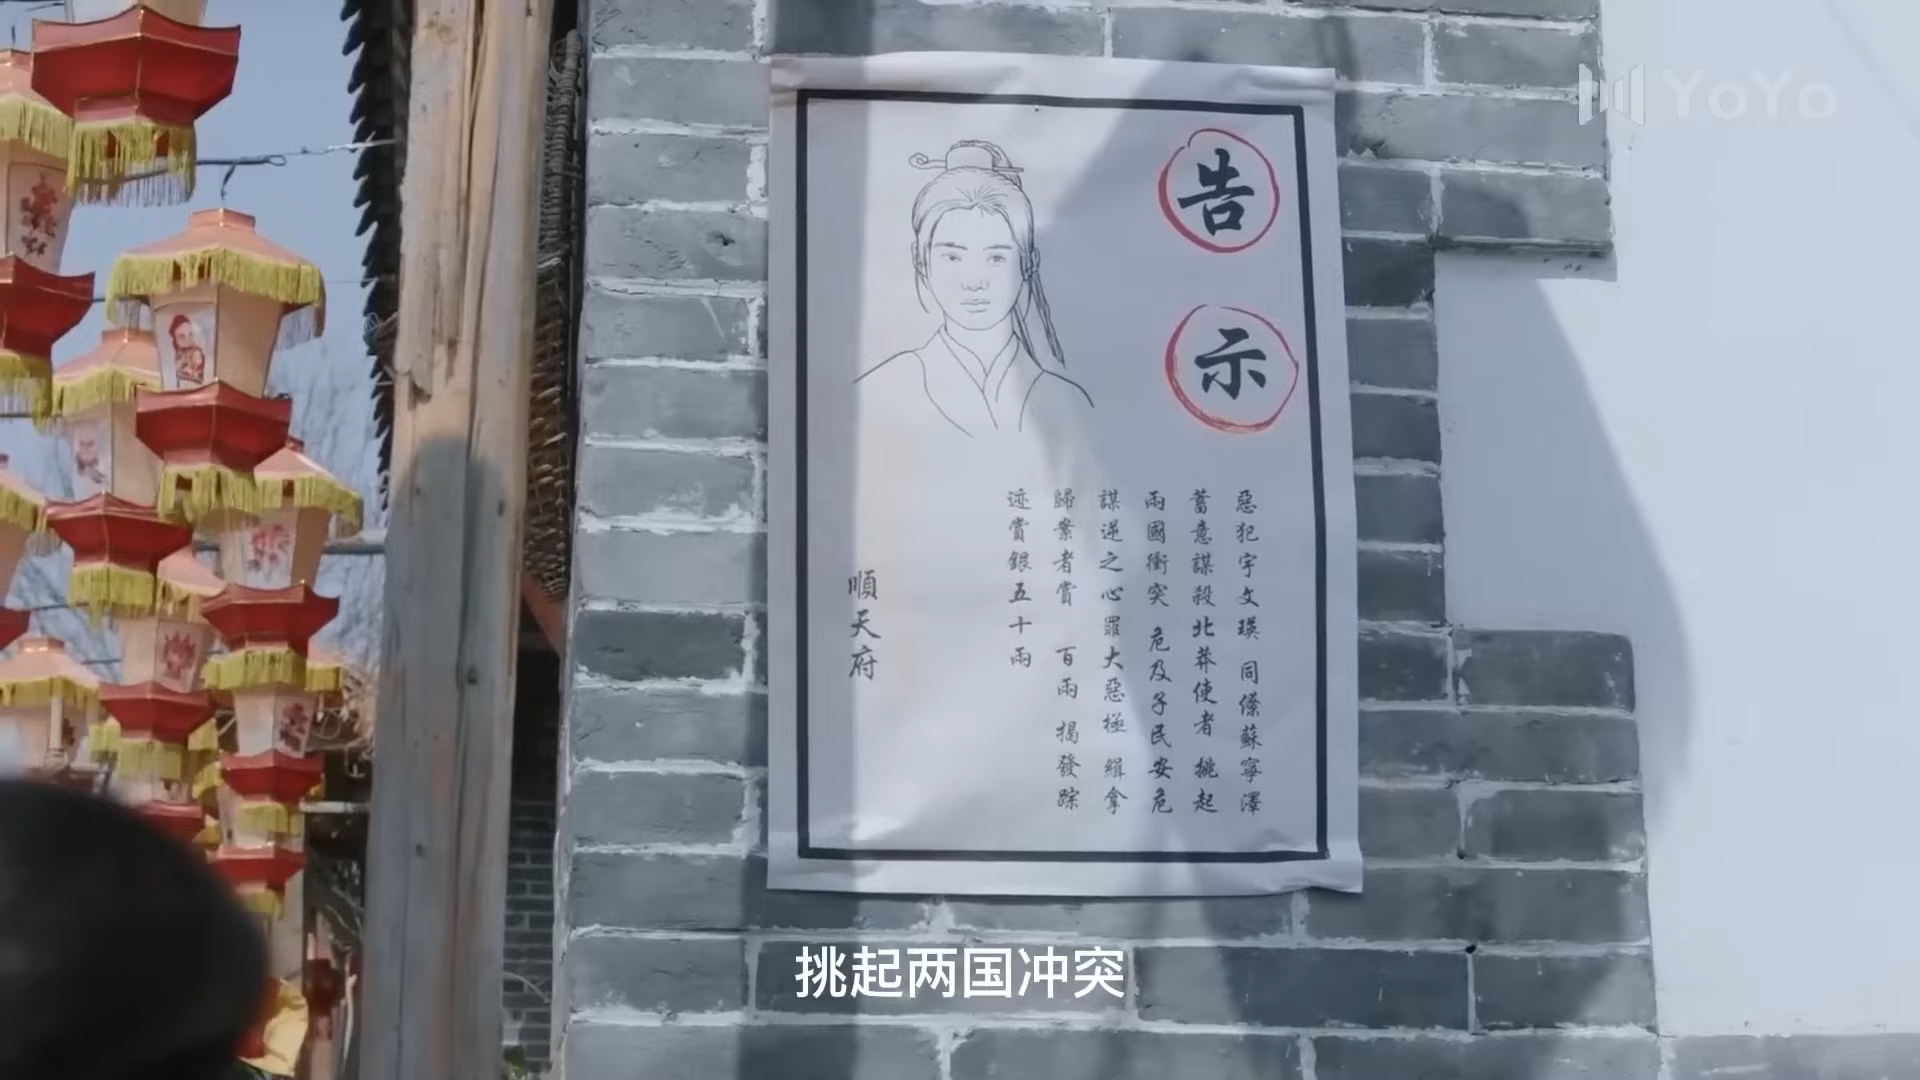 YoYo
告示
惡犯宇文瑛 同僚蘇寧澤
蓄意謀殺北莽使者 挑起
兩國衝突 危及子民安危
謀逆之心罪大惡極 緝拿
歸案者賞 百兩 揭發踪
迹賞銀五十兩
順天府
挑起两国冲突